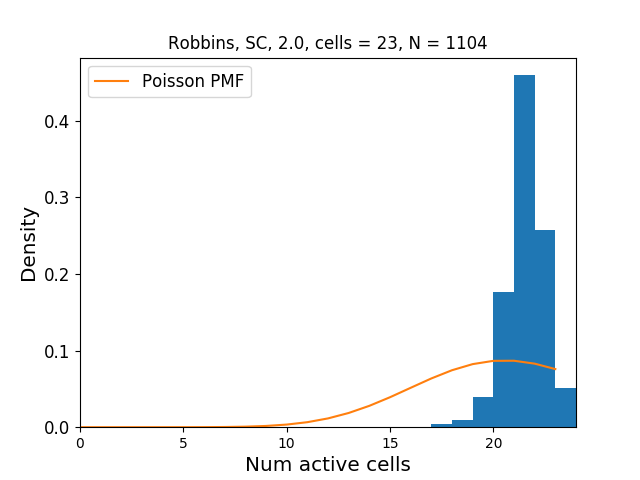 Robbins, SC, 2.0, cells = 23, N = 1104
Poisson PMF
Density
0.4
0.3
0.2
0.1
0.0
0 5 10 15 20
Num active cells